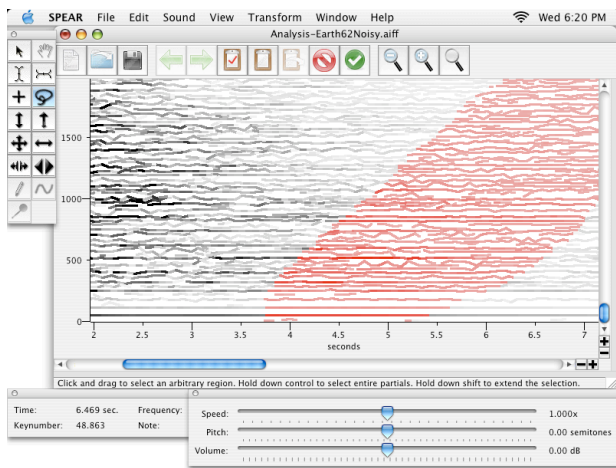 SPEAR File Edit Sound View Transform Window Help Wed 6:20 PM
Analysis-Earth62Noisy.aiff
1500
1000
500
0
2 2.5 3 3.5 4 4.5 5 5.5 6 6.5 7
seconds
Click and drag to select an arbitrary region. Hold down control to select entire partials. Hold down shift to extend the selection.
Time: 6.469 sec. Frequency:
Keynumber: 48.863 Note:
Speed: 1.000x
Pitch: 0.00 semitones
Volume: 0.00 dB